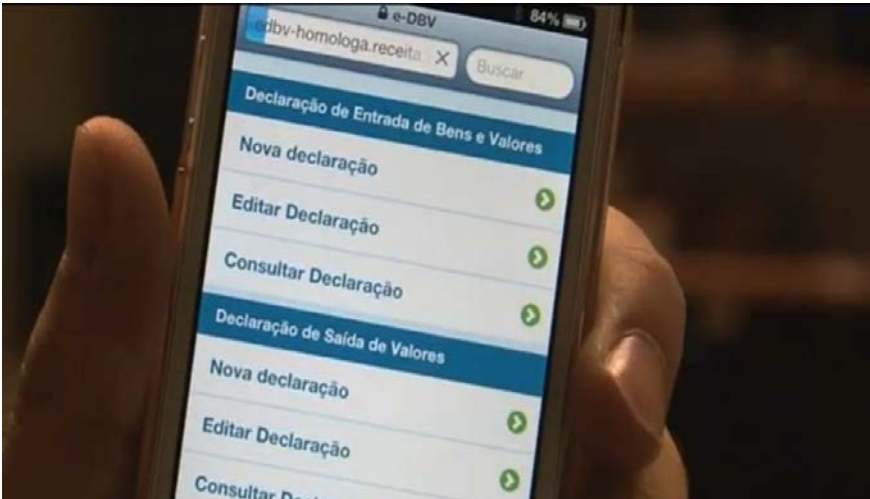 e-DBV 84%
edbv-homologa.receita. Buscar
Declaração de Entrada de Bens e Valores
Nova declaração
Editar Declaração
Consultar Declaração
Declaração de Saída de Valores
Nova declaração
Editar Declaração
Consultar